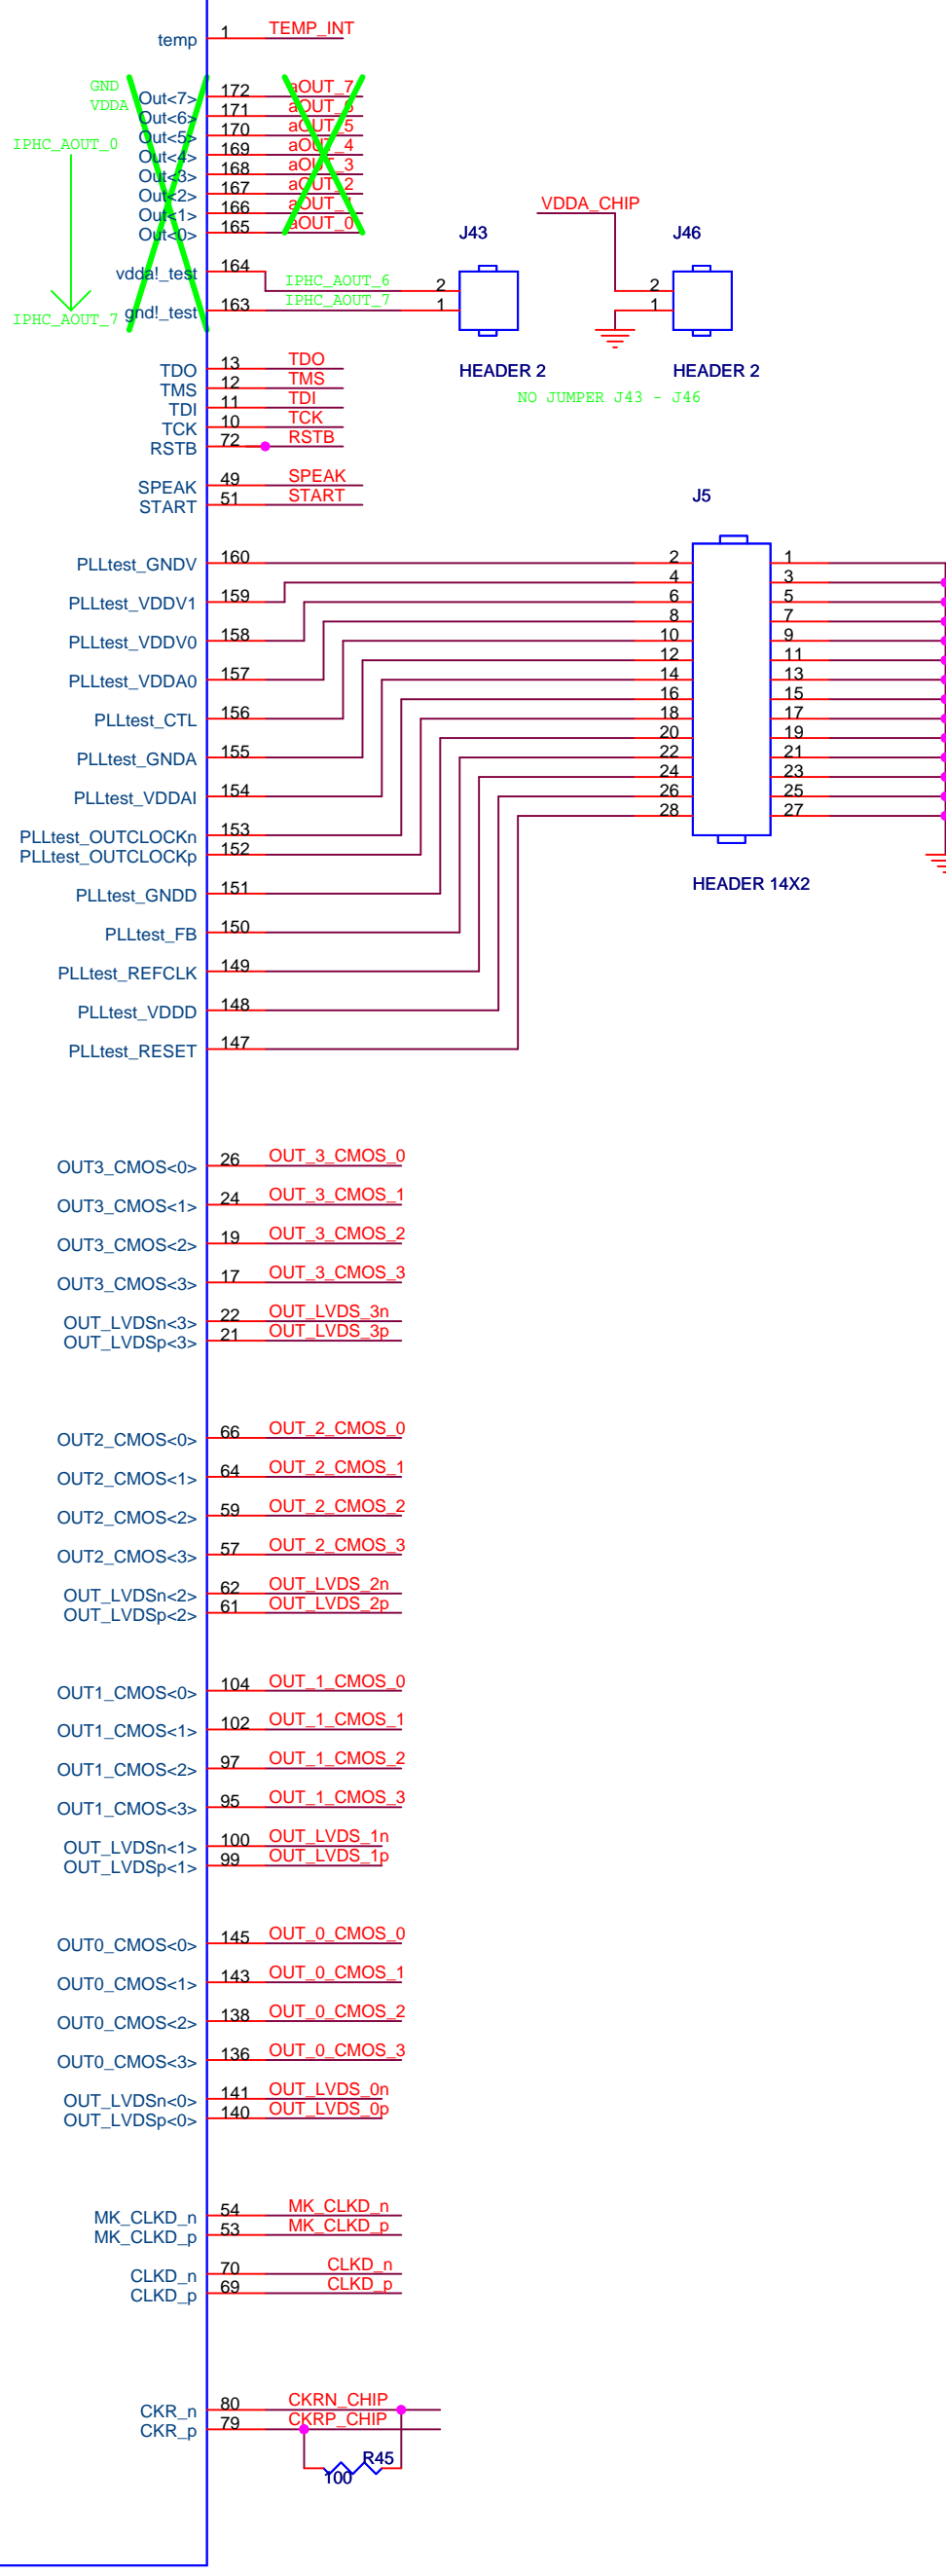 temp 1 TEMP_INT
GND
Out<7> 172 aOUT_7
VDDA
Out<6> 171 aOUT_6
Out<5> 170 aOUT_5
IPHC_AOUT_0
Out<4> 169 aOUT_4
Out<3> 168 aOUT_3
Out<2> 167 aOUT_2
Out<1> 166 aOUT_1
Out<0> 165 aOUT_0
VDDA_CHIP
J43 J46
vdda!_test 164 IPHC_AOUT_6 2 2
gnd!_test 163 IPHC_AOUT_7 1 1
IPHC_AOUT_7
HEADER 2 HEADER 2
NO JUMPER J43 - J46
TDO 13 TDO
TMS 12 TMS
TDI 11 TDI
TCK 10 TCK
RSTB 72 RSTB
SPEAK 49 SPEAK
START 51 START
J5
PLLtest_GNDV 160 2 1
4 3
PLLtest_VDDV1 159 6 5
8 7
PLLtest_VDDV0 158 10 9
12 11
PLLtest_VDDA0 157 14 13
16 15
PLLtest_CTL 156 18 17
20 19
PLLtest_GNDA 155 22 21
24 23
PLLtest_VDDAI 154 26 25
28 27
PLLtest_OUTCLOCKn 153
PLLtest_OUTCLOCKp 152
HEADER 14X2
PLLtest_GNDD 151
PLLtest_FB 150
PLLtest_REFCLK 149
PLLtest_VDDD 148
PLLtest_RESET 147
OUT3_CMOS<0> 26 OUT_3_CMOS_0
OUT3_CMOS<1> 24 OUT_3_CMOS_1
OUT3_CMOS<2> 19 OUT_3_CMOS_2
OUT3_CMOS<3> 17 OUT_3_CMOS_3
OUT_LVDSn<3> 22 OUT_LVDS_3n
OUT_LVDSp<3> 21 OUT_LVDS_3p
OUT2_CMOS<0> 66 OUT_2_CMOS_0
OUT2_CMOS<1> 64 OUT_2_CMOS_1
OUT2_CMOS<2> 59 OUT_2_CMOS_2
OUT2_CMOS<3> 57 OUT_2_CMOS_3
OUT_LVDSn<2> 62 OUT_LVDS_2n
OUT_LVDSp<2> 61 OUT_LVDS_2p
OUT1_CMOS<0> 104 OUT_1_CMOS_0
OUT1_CMOS<1> 102 OUT_1_CMOS_1
OUT1_CMOS<2> 97 OUT_1_CMOS_2
OUT1_CMOS<3> 95 OUT_1_CMOS_3
OUT_LVDSn<1> 100 OUT_LVDS_1n
OUT_LVDSp<1> 99 OUT_LVDS_1p
OUT0_CMOS<0> 145 OUT_0_CMOS_0
OUT0_CMOS<1> 143 OUT_0_CMOS_1
OUT0_CMOS<2> 138 OUT_0_CMOS_2
OUT0_CMOS<3> 136 OUT_0_CMOS_3
OUT_LVDSn<0> 141 OUT_LVDS_0n
OUT_LVDSp<0> 140 OUT_LVDS_0p
MK_CLKD_n 54 MK_CLKD_n
MK_CLKD_p 53 MK_CLKD_p
CLKD_n 70 CLKD_n
CLKD_p 69 CLKD_p
CKR_n 80 CKRN_CHIP
CKR_p 79 CKRP_CHIP
R45
100